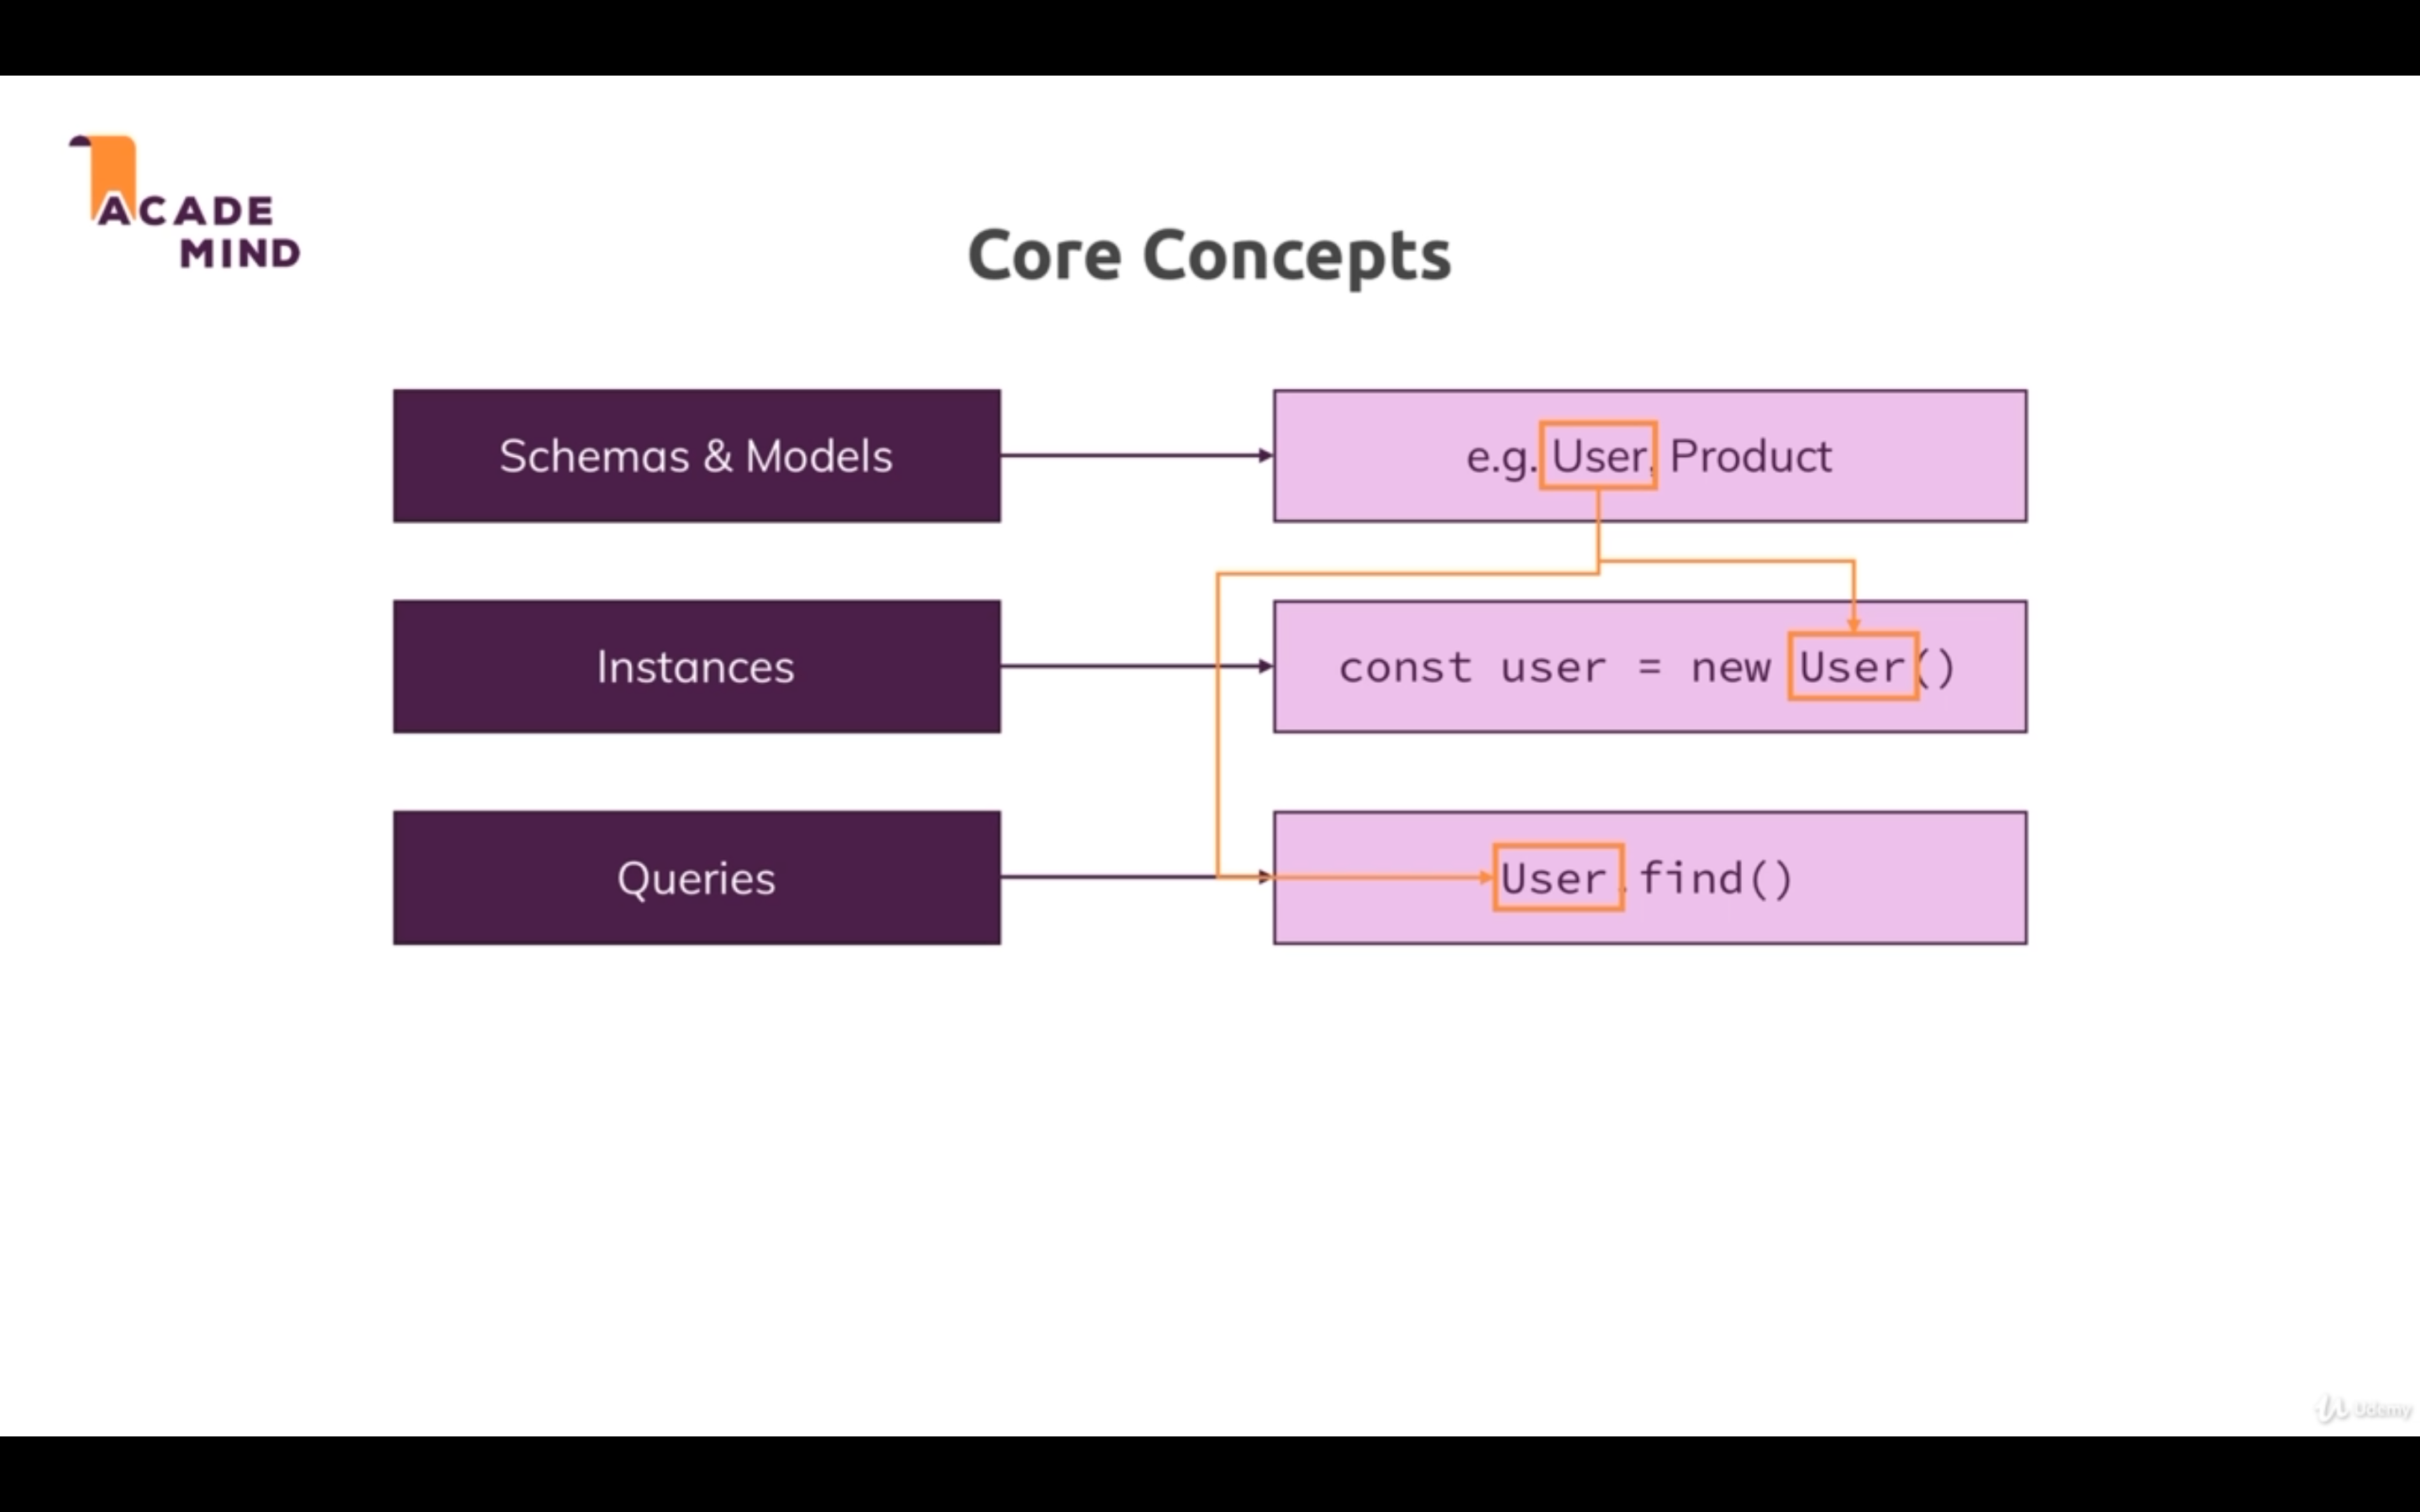 ACADE
MIND
Core Concepts
Schemas & Models
e.g. User, Product
Instances
const user = new User()
Queries
User.find()
Udemy